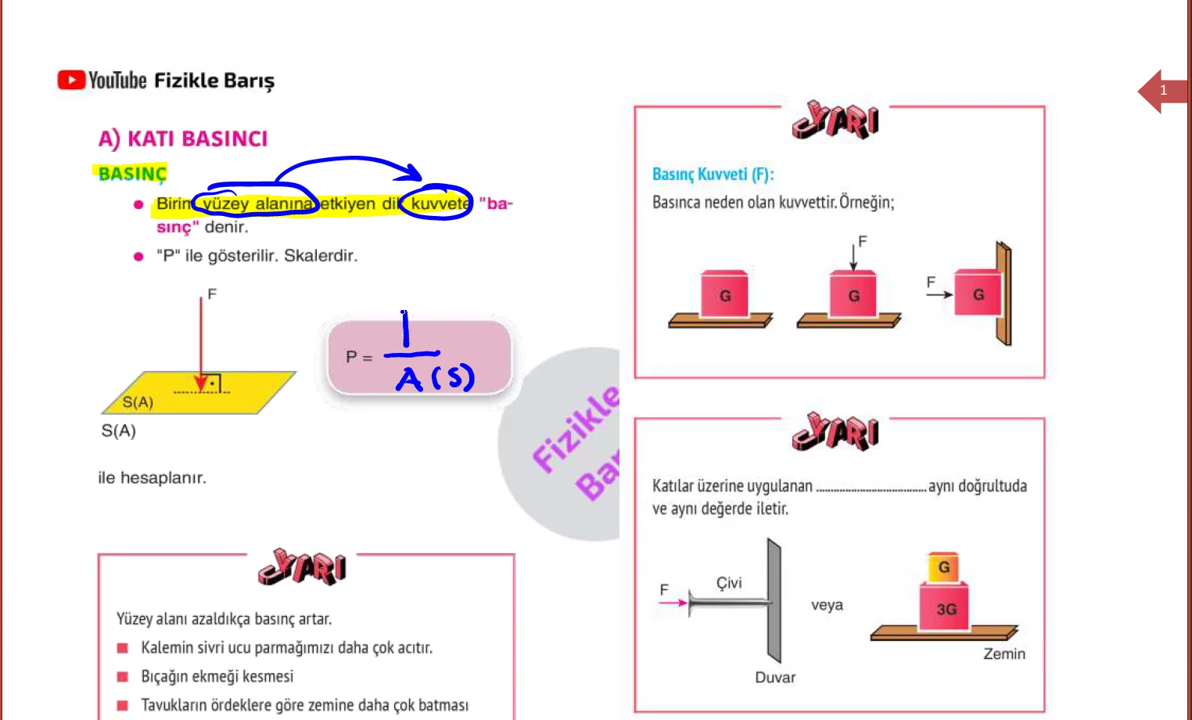 YouTube Fizikle Barış
A) KATI BASINCI
BASINÇ
Birim yüzey alanına etkiyen dik kuvvete "ba-
sınç" denir.
"P" ile gösterilir. Skalerdir.
F
S(A)
S(A)
P =
A(S)
ile hesaplanır.
Fizikle
UYARI
Yüzey alanı azaldıkça basınç artar.
Kalemin sivri ucu parmağımızı daha çok acıtır.
Bıçağın ekmeği kesmesi
Tavukların ördeklere göre zemine daha çok batması
1
UYARI
Basınç Kuvveti (F):
Basınca neden olan kuvvettir. Örneğin;
G
F
G
F
G
UYARI
Katılar üzerine uygulanan .................................... aynı doğrultuda
ve aynı değerde iletir.
F
Çivi
Duvar
veya
G
3G
Zemin